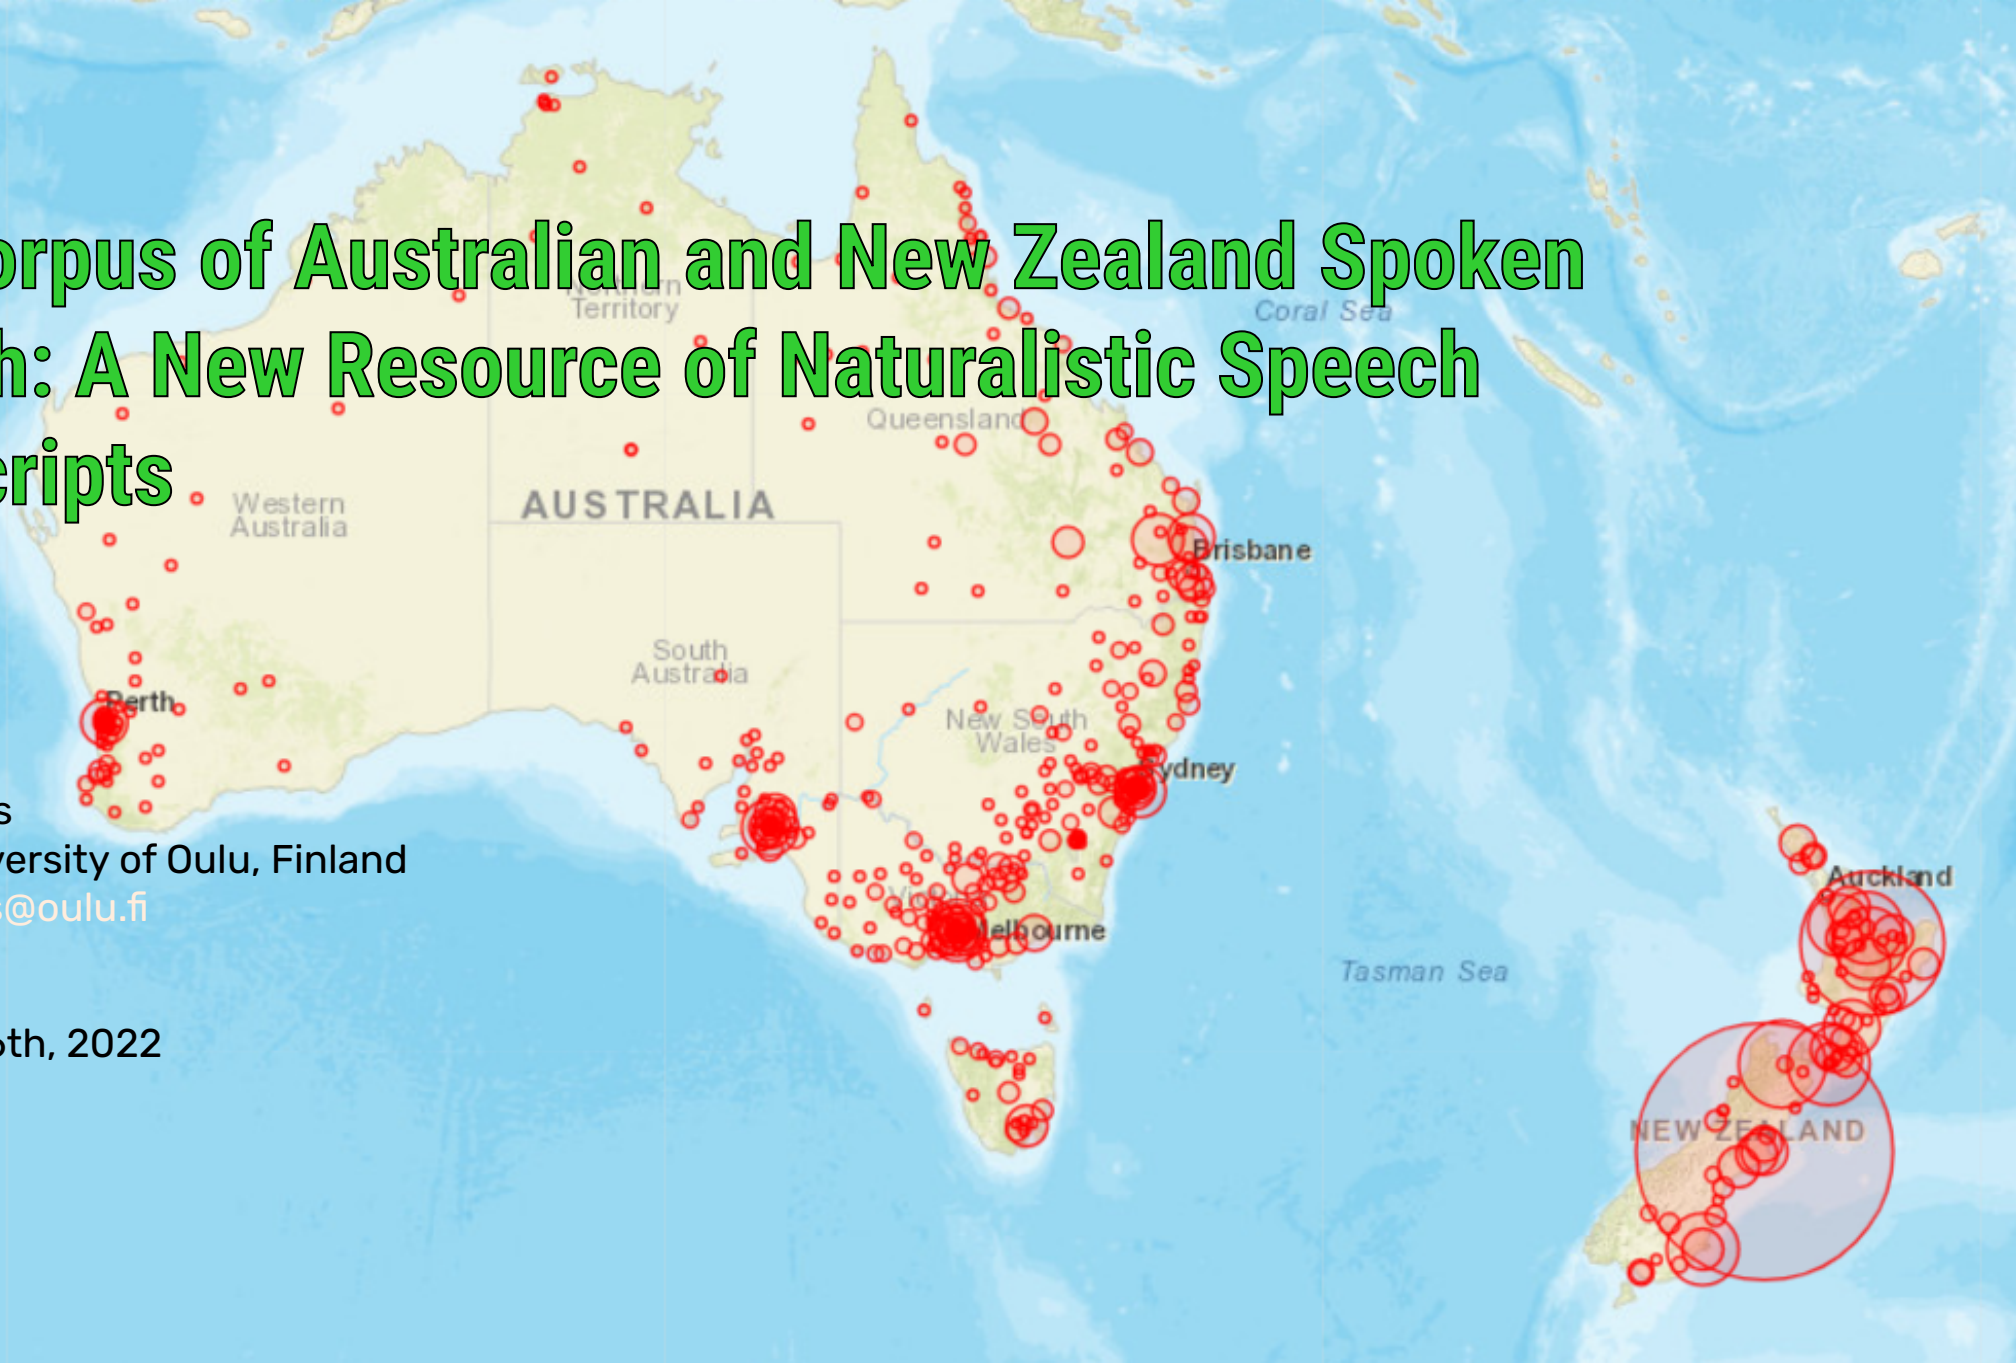 orpus of Australian and New Zealand Spoken
h: A New Resource of Naturalistic Speech
cripts
Northern
Territory
Coral Sea
Queensland
Western
Australia
AUSTRALIA
Brisbane
South
Australia
Perth
New South
Wales
Sydney
s
versity of Oulu, Finland
s@oulu.fi
Auckland
Melbourne
Tasman Sea
6th, 2022
NEW ZEALAND